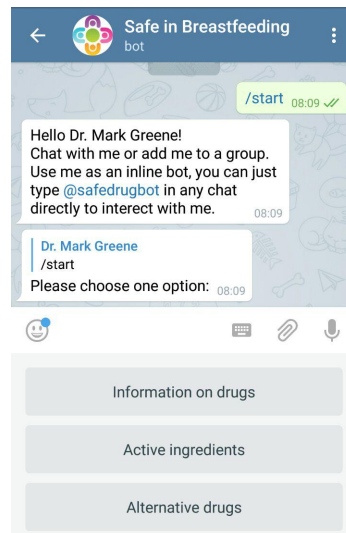 Safe in Breastfeeding
bot
/start 08:09
Hello Dr. Mark Greene!
Chat with me or add me to a group.
Use me as an inline bot, you can just
type @safedrugbot in any chat
directly to interect with me. 08:09
Dr. Mark Greene
/start
Please choose one option: 08:09
Information on drugs
Active ingredients
Alternative drugs